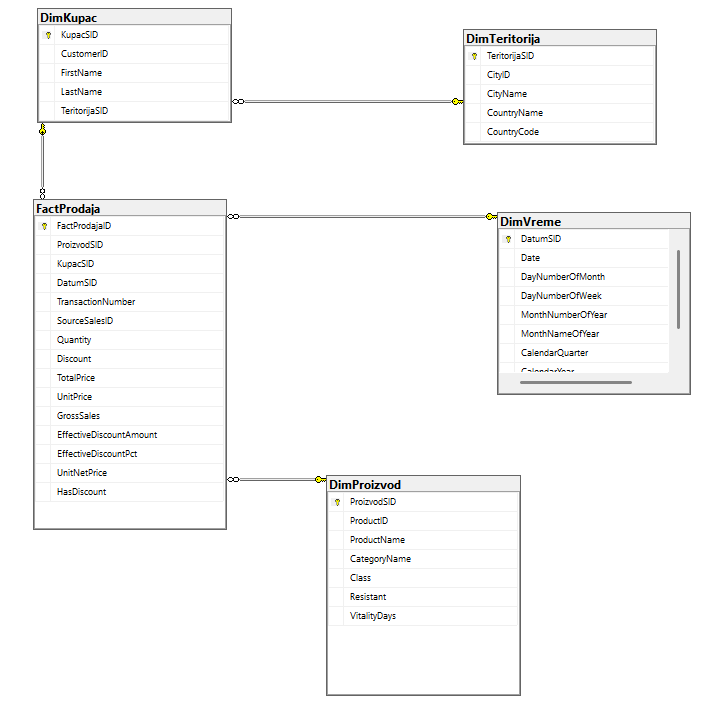 DimKupac
KupacSID
CustomerID
FirstName
LastName
TeritorijaSID
DimTeritorija
TeritorijaSID
CityID
CityName
CountryName
CountryCode
FactProdaja
FactProdajaID
ProizvodSID
KupacSID
DatumSID
TransactionNumber
SourceSalesID
Quantity
Discount
TotalPrice
UnitPrice
GrossSales
EffectiveDiscountAmount
EffectiveDiscountPct
UnitNetPrice
HasDiscount
DimVreme
DatumSID
Date
DayNumberOfMonth
DayNumberOfWeek
MonthNumberOfYear
MonthNameOfYear
CalendarQuarter
CalendarYear
DimProizvod
ProizvodSID
ProductID
ProductName
CategoryName
Class
Resistant
VitalityDays